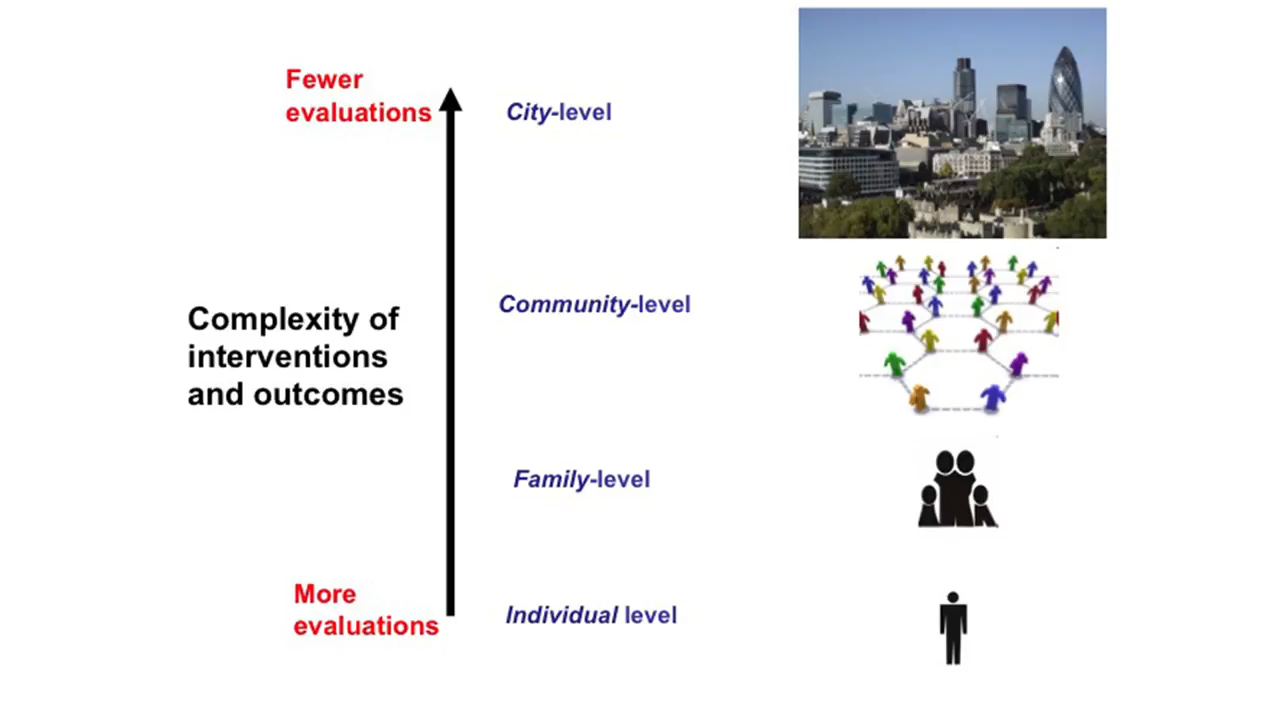 Fewer
evaluations
City-level
Complexity of
interventions
and outcomes
Community-level
Family-level
More
evaluations
Individual level